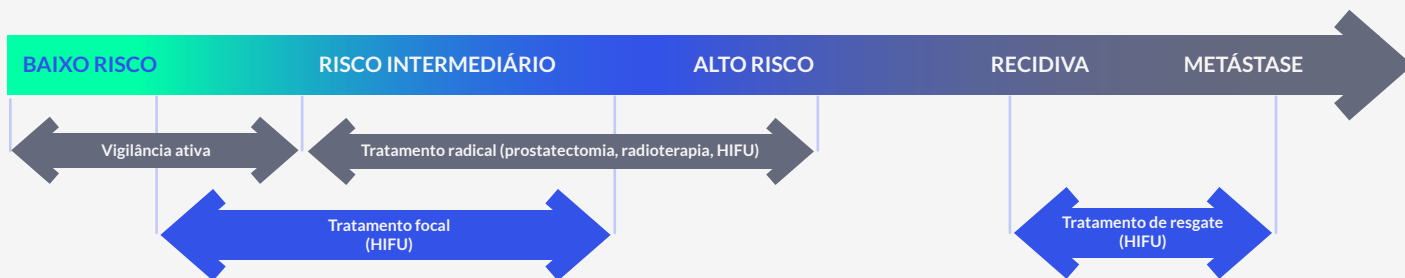 BAIXO RISCO
RISCO INTERMEDIÁRIO
ALTO RISCO
RECIDIVA
METÁSTASE
Vigilância ativa
Tratamento radical (prostatectomia, radioterapia, HIFU)
Tratamento focal
(HIFU)
Tratamento de resgate
(HIFU)